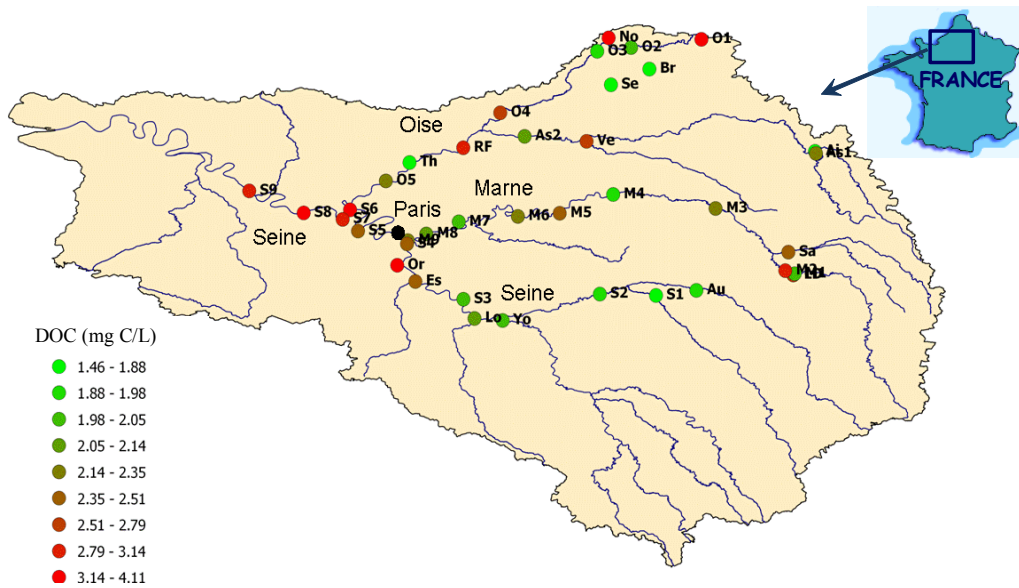 No
O2
O1
O3
Br
Se
FRANCE
O4
Oise
As2
Ve
RF
Th
O5
Marne
M4
S9
S8
S6
S7
Paris
M7
M6
M5
M3
Seine
S5
M8
S4
Sa
M2
Or
Es
Seine
S3
S2
S1
Au
Lo
Yo
DOC (mg C/L)
1.46 - 1.88
1.88 - 1.98
1.98 - 2.05
2.05 - 2.14
2.14 - 2.35
2.35 - 2.51
2.51 - 2.79
2.79 - 3.14
3.14 - 4.11